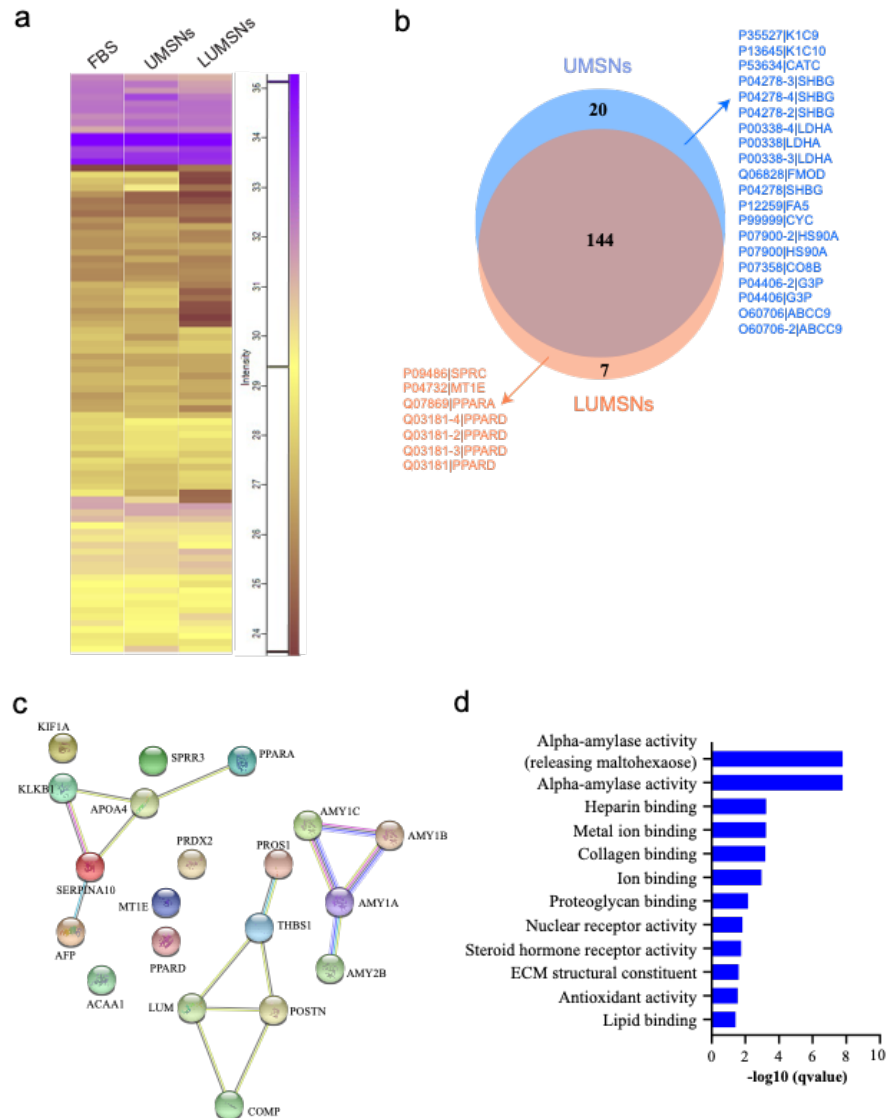 a
FBS
UMSNs
LUMSNs
36
34
33
31
30
29
28
27
25
24
Intensity
b
UMSNs
20
144
7
LUMSNs
P35527|K1C9
P13645|K1C10
P53634|CATC
P04278-3|SHBG
P04278-4|SHBG
P04278-2|SHBG
P00338-4|LDHA
P00338|LDHA
P00338-3|LDHA
Q06828|FMOD
P04278|SHBG
P12259|FA5
P99999|CYC
P07900-2|HS90A
P07900|HS90A
P07358|CO8B
P04406-2|G3P
P04406|G3P
O60706|ABCC9
O60706-2|ABCC9
P09486|SPRC
P04732|MT1E
Q07869|PPARA
Q03181-4|PPARD
Q03181-2|PPARD
Q03181-3|PPARD
Q03181|PPARD
c
KIF1A
SPRR3
PPARA
KLKB1
APOA4
AMY1C
AMY1B
PRDX2
PROS1
SERPINA10
MT1E
AMY1A
THBS1
AFP
PPARD
AMY2B
ACAA1
LUM
POSTN
COMP
d
Alpha-amylase activity
(releasing maltohexaose)
Alpha-amylase activity
Heparin binding
Metal ion binding
Collagen binding
Ion binding
Proteoglycan binding
Nuclear receptor activity
Steroid hormone receptor activity
ECM structural constituent
Antioxidant activity
Lipid binding
0 2 4 6 8 10
-log10 (qvalue)